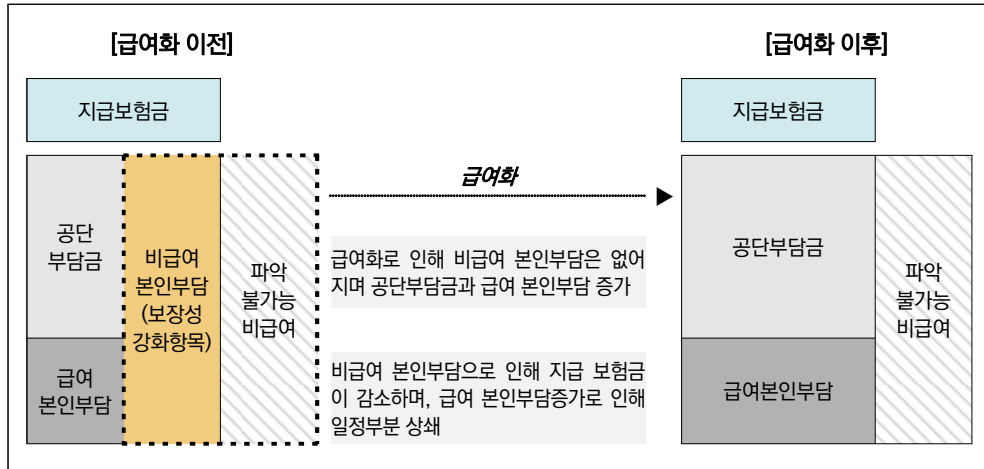 [급여화 이전]
[급여화 이후]
지급보험금
지급보험금
공단
부담금
비급여
본인부담
(보장성
강화항목)
파악
불가능
비급여
급여
본인부담
급여화
급여화로 인해 비급여 본인부담은 없어
지며 공단부담금과 급여 본인부담 증가
비급여 본인부담으로 인해 지급 보험금
이 감소하며, 급여 본인부담증가로 인해
일정부분 상쇄
공단부담금
급여본인부담
파악
불가능
비급여